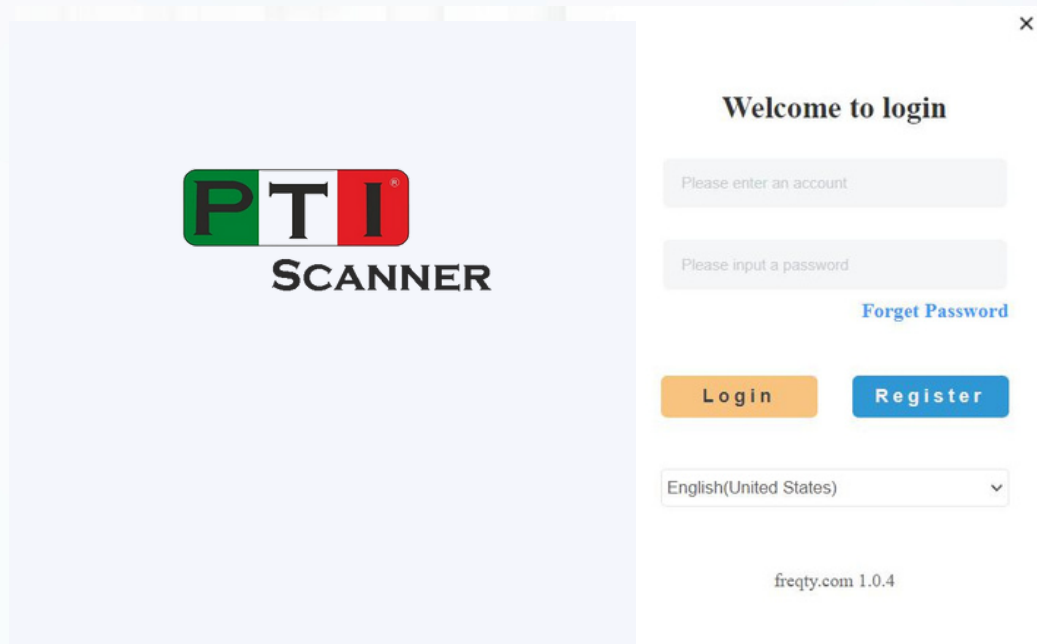 PTI®
SCANNER
Welcome to login
Please enter an account
Please input a password
Forget Password
Login
Register
English(United States)
freqty.com 1.0.4